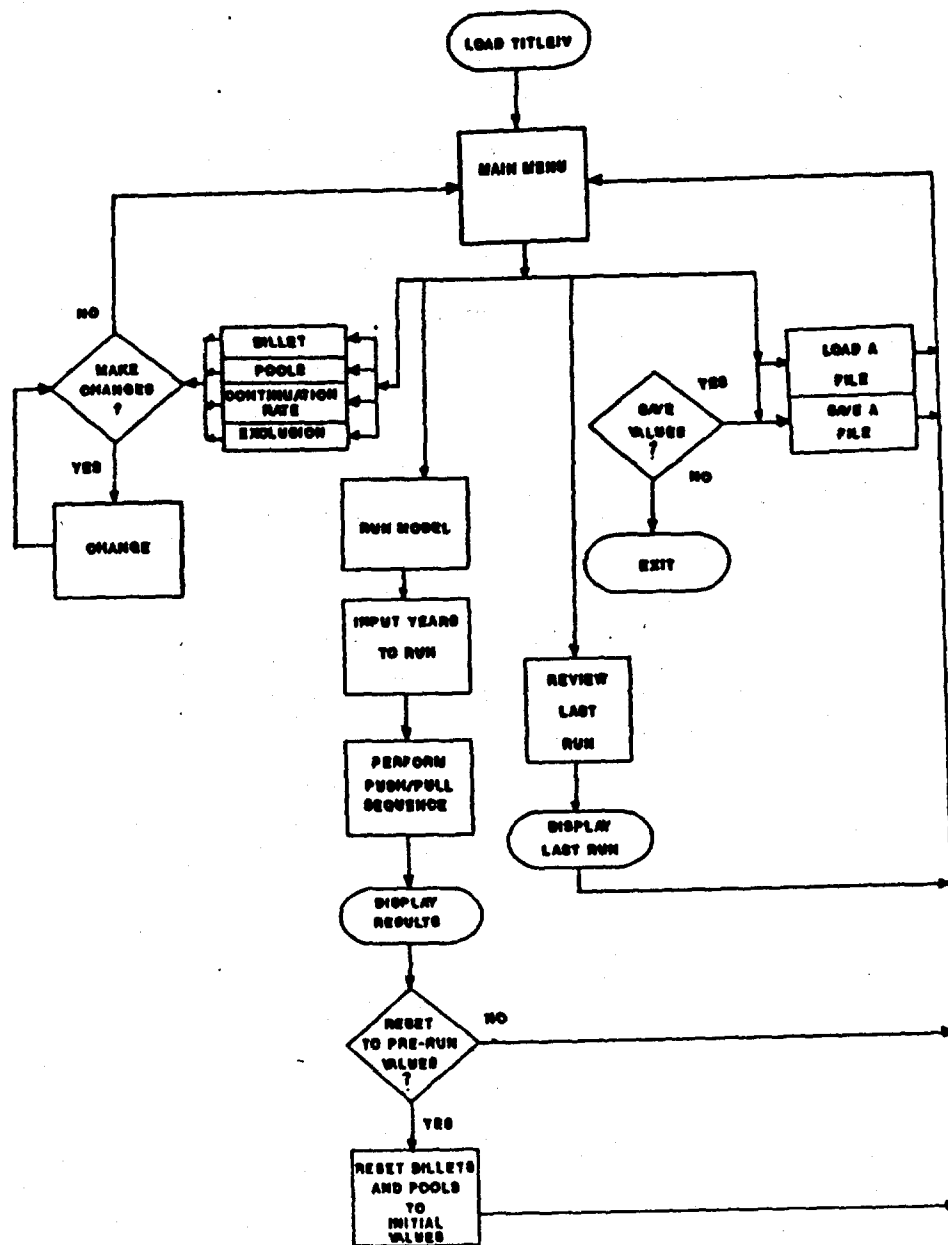 LOAD TITLEIV
MAIN MENU
NO
MAKE
CHANGES
?
YES
CHANGE
BILLET
POOLS
CONTINUATION
RATE
EXCLUSION
RUN MODEL
INPUT YEARS
TO RUN
PERFORM
PUSH/PULL
SEQUENCE
DISPLAY
RESULTS
RESET
TO PRE-RUN
VALUES
?
NO
YES
RESET BILLETS
AND POOLS
TO
INITIAL
VALUES
REVIEW
LAST
RUN
DISPLAY
LAST RUN
SAVE
VALUES
?
YES
NO
EXIT
LOAD A
FILE
SAVE A
FILE